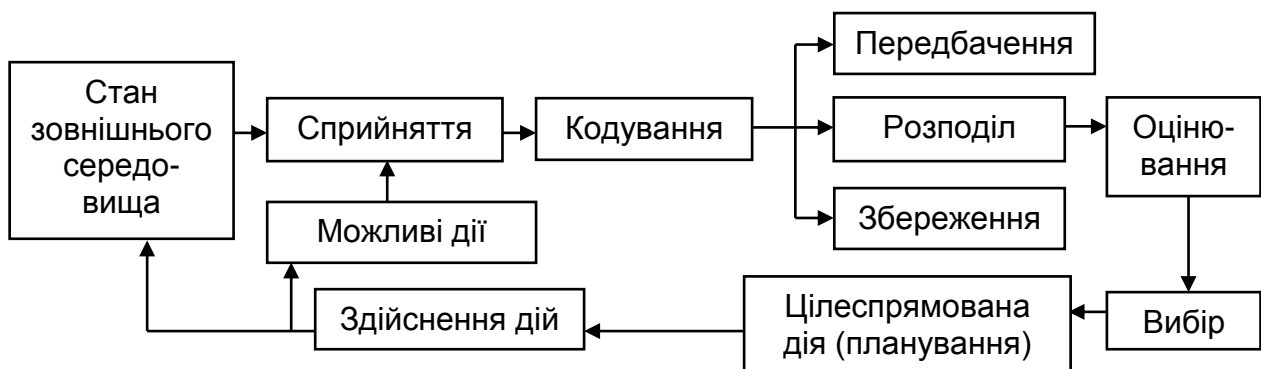 Передбачення
Стан
зовнішнього
середо-
вища
Сприйняття
Кодування
Розподіл
Оціню-
вання
Можливі дії
Збереження
Здійснення дій
Цілеспрямована
дія (планування)
Вибір